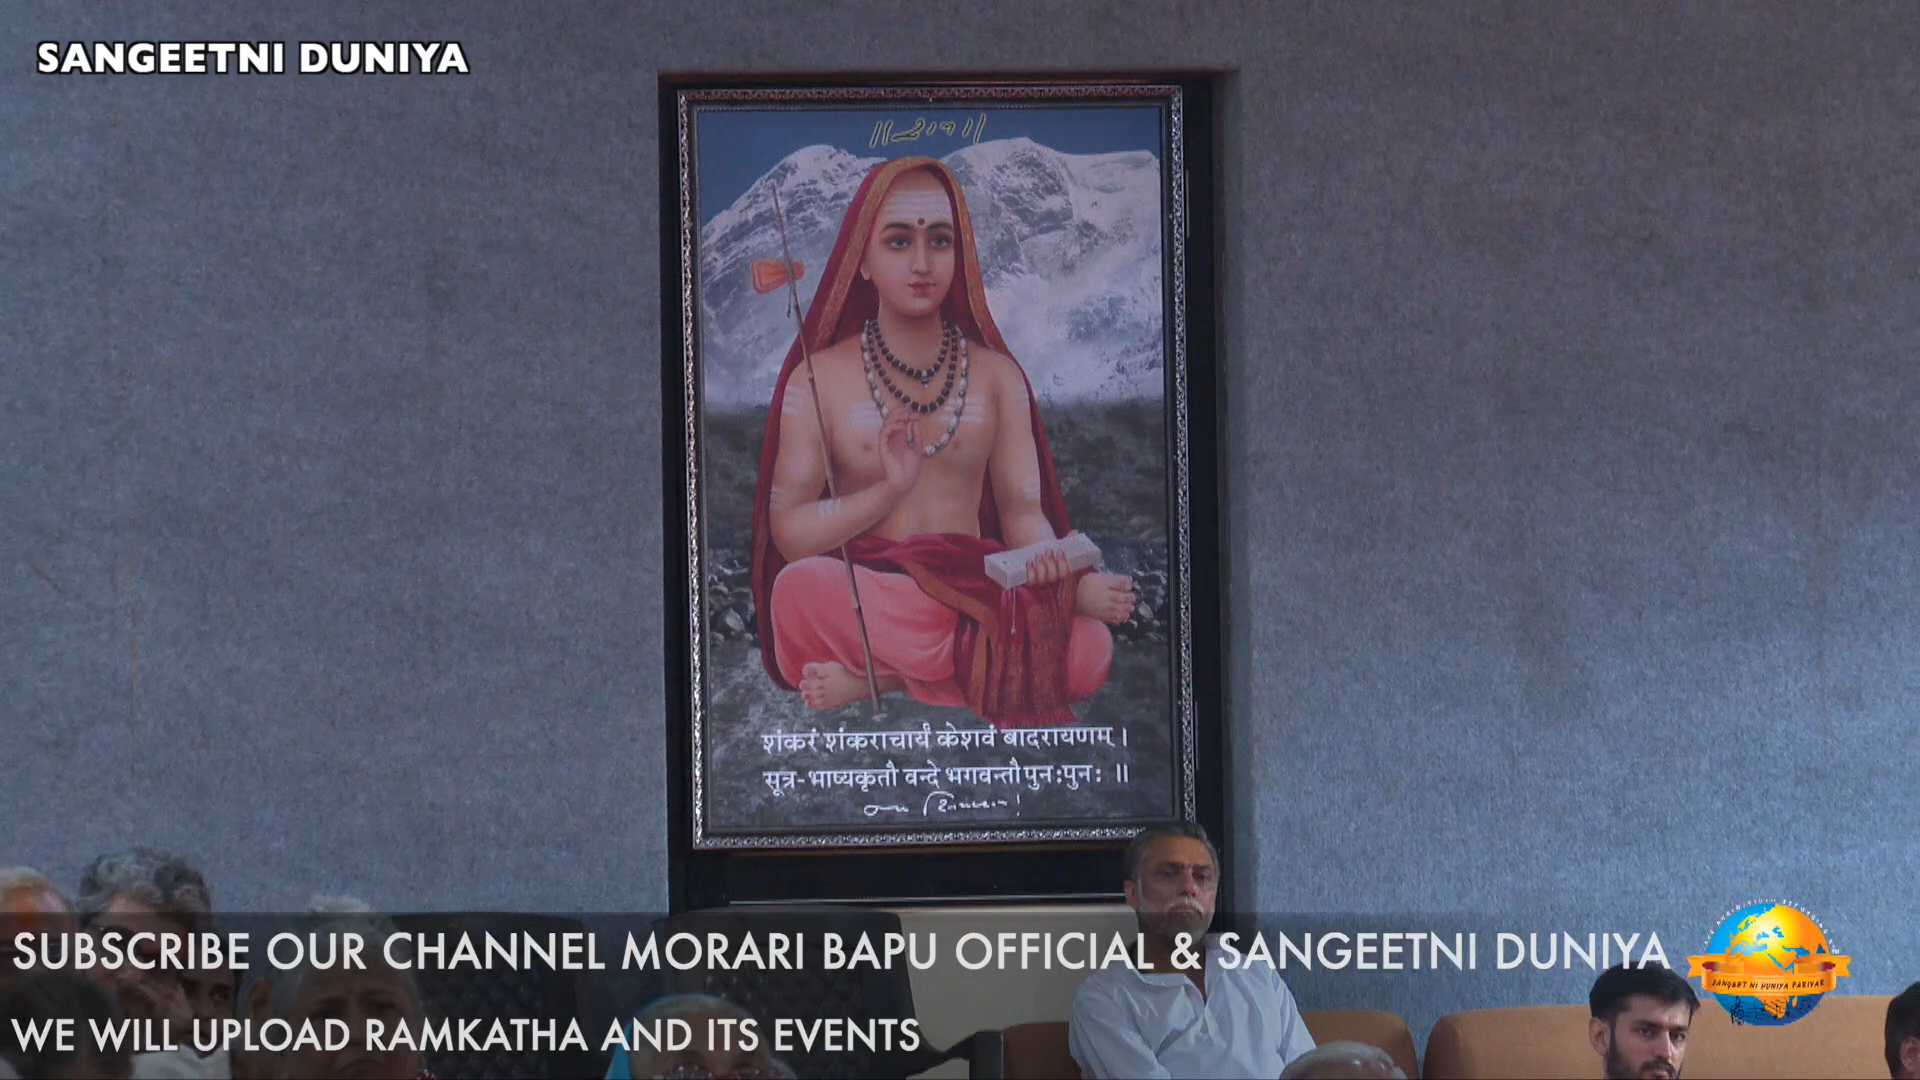 SANGEETNI DUNIYA
शंकरं शंकराचार्यं केशवं बादरायणम् ।
सूत्र-भाष्यकृतौ वन्दे भगवन्तौ पुनःपुनः ॥
SUBSCRIBE OUR CHANNEL MORARI BAPU OFFICIAL & SANGEETNI DUNIYA
SANGEET NI DUNIYA PARIVAR
WE WILL UPLOAD RAMKATHA AND ITS EVENTS